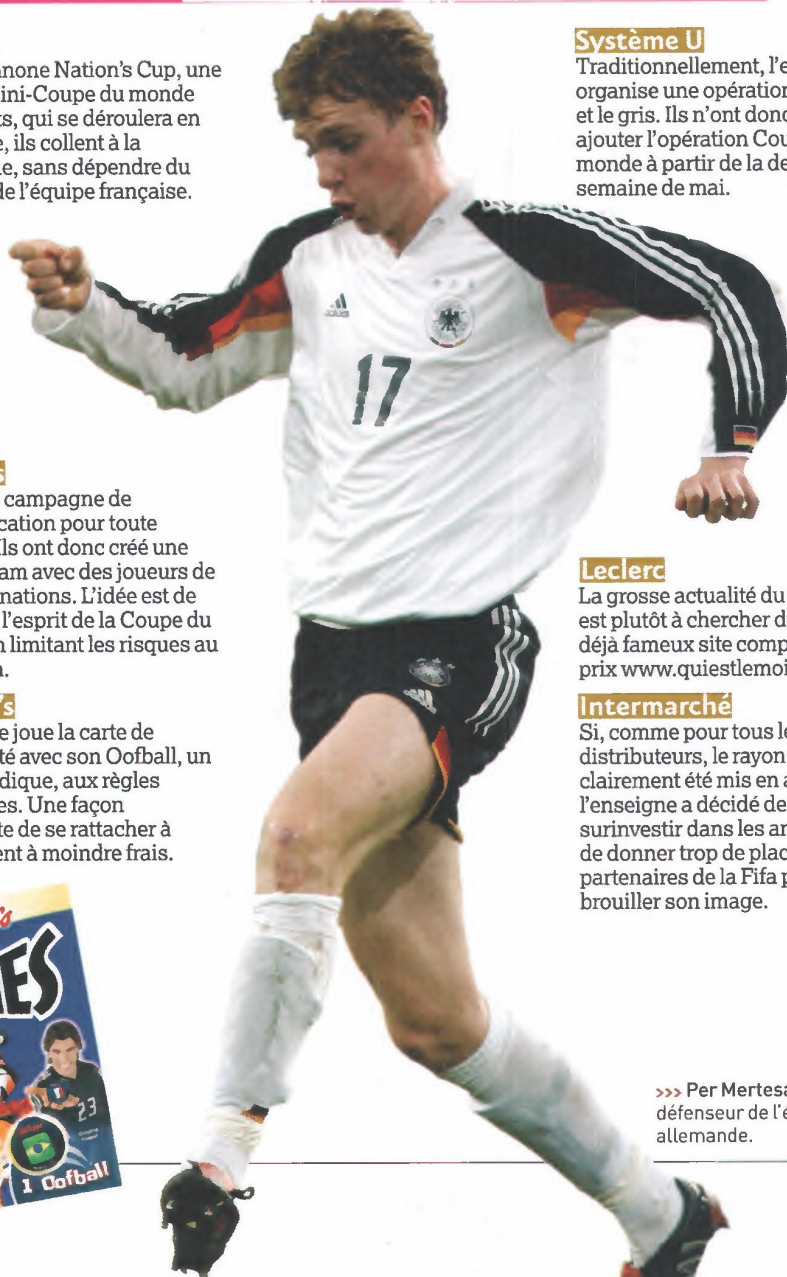 nnone Nation's Cup, une
ini-Coupe du monde
ts, qui se déroulera en
e, ils collent à la
le, sans dépendre du
de l'équipe française.
s
campagne de
cation pour toute
Ils ont donc créé une
am avec des joueurs de
nations. L'idée est de
l'esprit de la Coupe du
n limitant les risques au
n.
's
e joue la carte de
té avec son Oofball, un
dique, aux règles
es. Une façon
te de se rattacher à
ent à moindre frais.
's
ES
23
1 Oofball
adidas
17
Système U
Traditionnellement, l'e
organise une opération
et le gris. Ils n'ont donc
ajouter l'opération Cou
monde à partir de la de
semaine de mai.
Leclerc
La grosse actualité du
est plutôt à chercher d
déjà fameux site comp
prix www.quiestlemoi
Intermarché
Si, comme pour tous le
distributeurs, le rayon
clairement été mis en a
l'enseigne a décidé de
surinvestir dans les an
de donner trop de plac
partenaires de la Fifa p
brouiller son image.
>>> Per Mertesa
défenseur de l'é
allemande.